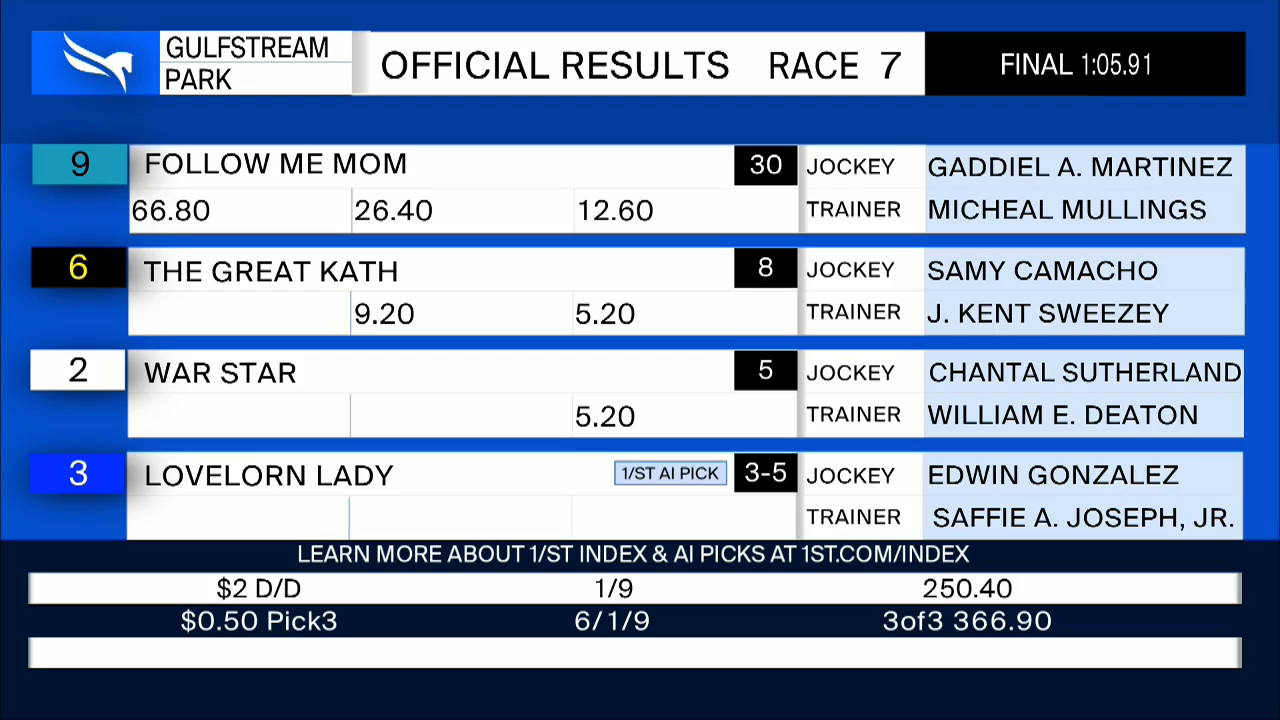 GULFSTREAM
PARK
OFFICIAL RESULTS RACE 7
FINAL 1:05.91
9 FOLLOW ME MOM 30 JOCKEY GADDIEL A. MARTINEZ
66.80 26.40 12.60 TRAINER MICHEAL MULLINGS
6 THE GREAT KATH 8 JOCKEY SAMY CAMACHO
9.20 5.20 TRAINER J. KENT SWEEZEY
2 WAR STAR 5 JOCKEY CHANTAL SUTHERLAND
5.20 TRAINER WILLIAM E. DEATON
3 LOVELORN LADY 1/ST AI PICK 3-5 JOCKEY EDWIN GONZALEZ
TRAINER SAFFIE A. JOSEPH, JR.
LEARN MORE ABOUT 1/ST INDEX & AI PICKS AT 1ST.COM/INDEX
$2 D/D 1/9 250.40
$0.50 Pick3 6/1/9 3of3 366.90